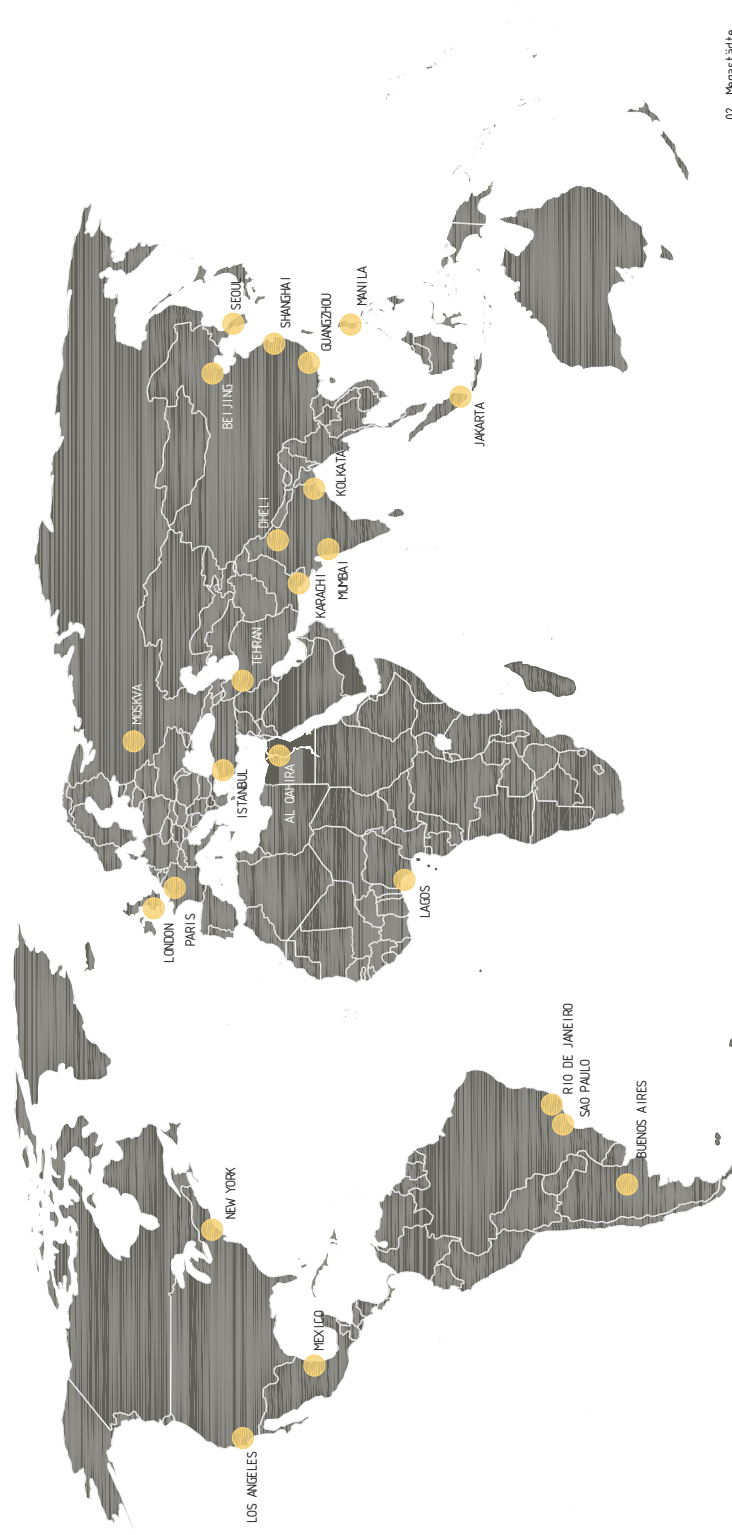 LOS ANGELES
MEXICO
NEW YORK
BUENOS AIRES
SAO PAULO
RIO DE JANEIRO
LONDON
PARIS
LAGOS
MOSKVA
ISTANBUL
AL QAHIRA
TEHRAN
KARACHI
MUMBAI
DHELI
KOLKATA
BEIJING
SEOUL
SHANGHAI
GUANGZHOU
MANILA
JAKARTA
02 Megastädte